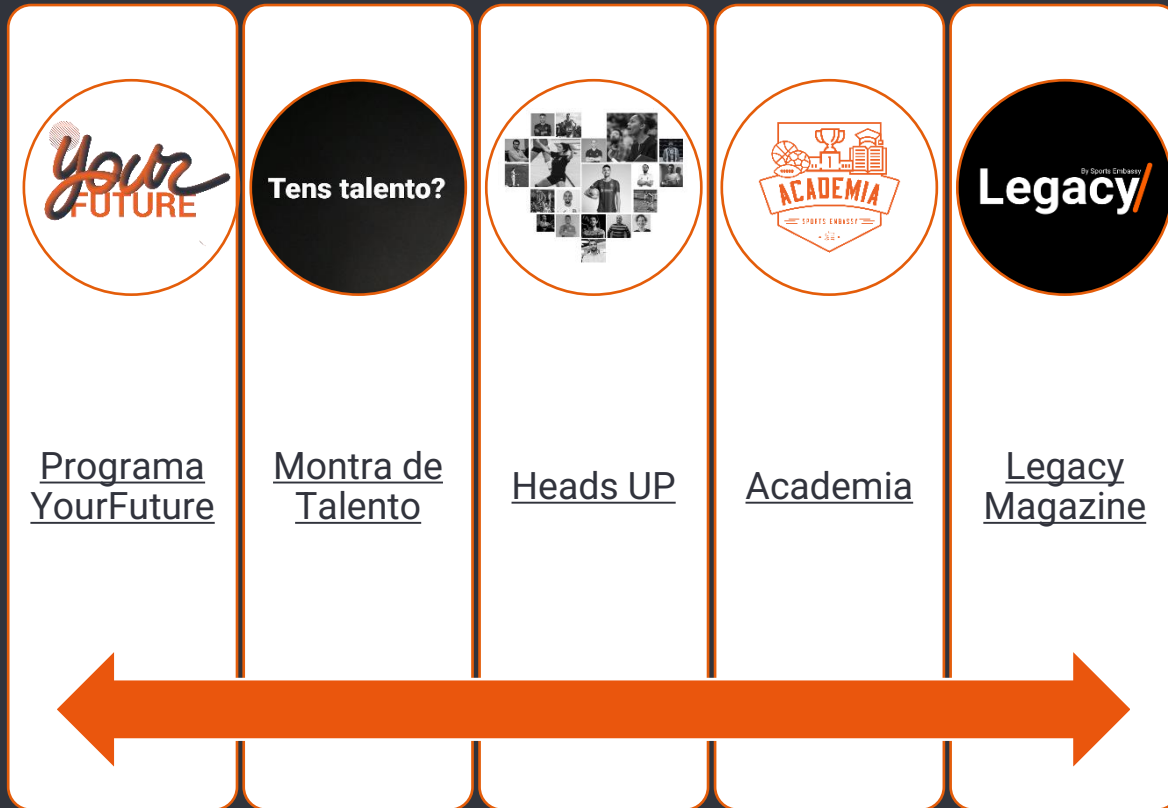 Your
FUTURE
Tens talento?
ACADEMIA
SPORTS EMBASSY
By Sports Embassy
Legacy/
Programa
YourFuture
Montra de
Talento
Heads UP
Academia
Legacy
Magazine